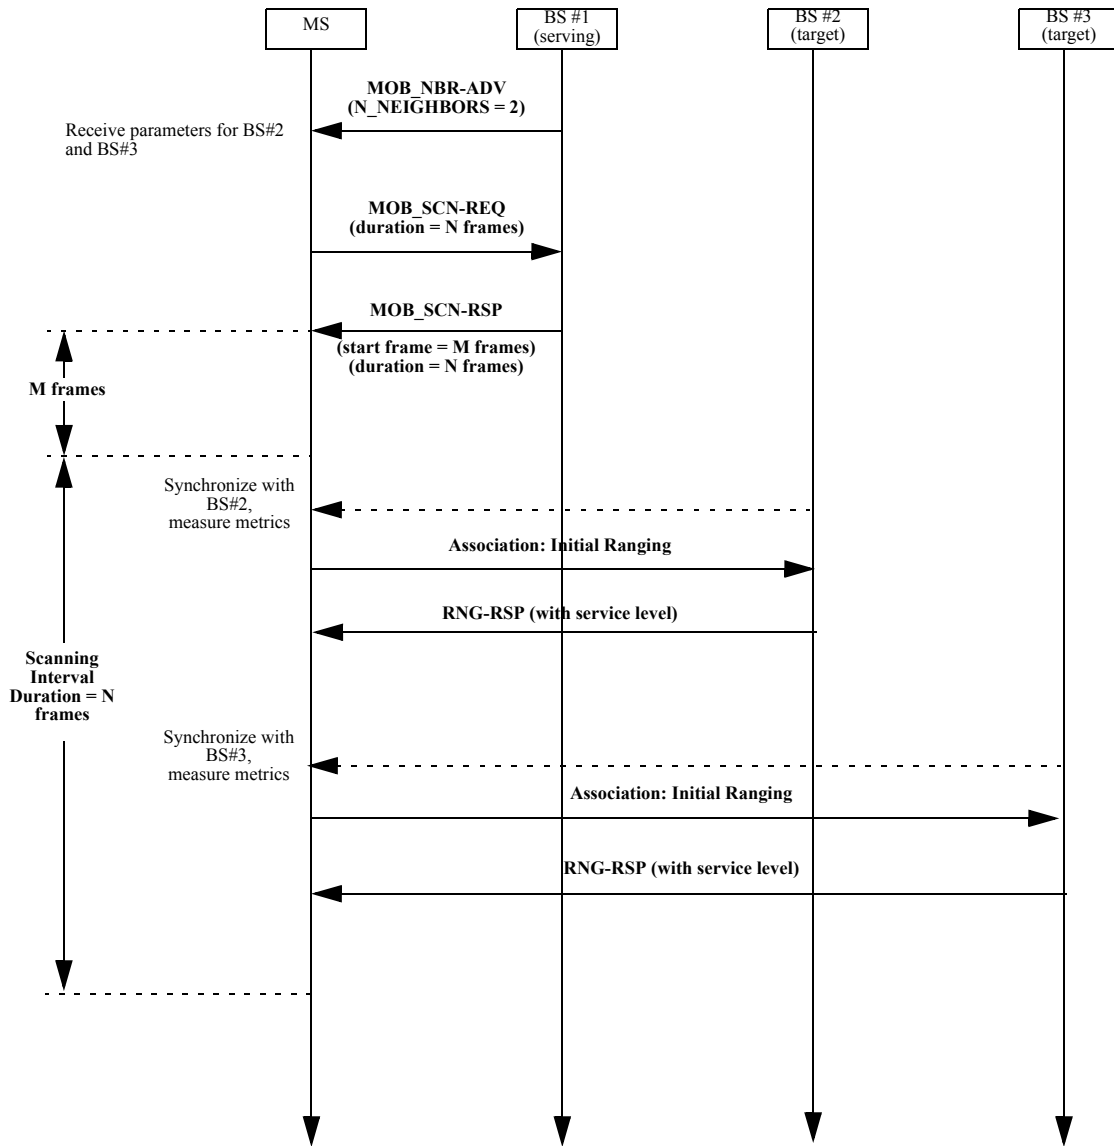 MS
BS #1
(serving)
BS #2
(target)
BS #3
(target)
MOB_NBR-ADV
(N_NEIGHBORS = 2)
Receive parameters for BS#2
and BS#3
MOB_SCN-REQ
(duration = N frames)
MOB_SCN-RSP
(start frame = M frames)
(duration = N frames)
M frames
Synchronize with
BS#2,
measure metrics
Association: Initial Ranging
RNG-RSP (with service level)
Scanning
Interval
Duration = N
frames
Synchronize with
BS#3,
measure metrics
Association: Initial Ranging
RNG-RSP (with service level)